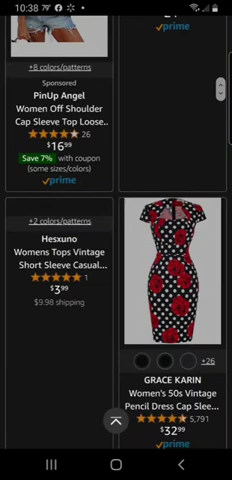 10:38 79°
+8 colors/patterns
Sponsored
PinUp Angel
Women Off Shoulder
Cap Sleeve Top Loose..
26
$16.99
Save 7% with coupon
(some sizes/colors)
prime
prime
+2 colors/patterns
Hesxuno
Womens Tops Vintage
Short Sleeve Casual...
1
$3.99
$9.98 shipping
+26
GRACE KARIN
Women's 50s Vintage
Pencil Dress Cap Slee...
5,791
$32.99
prime